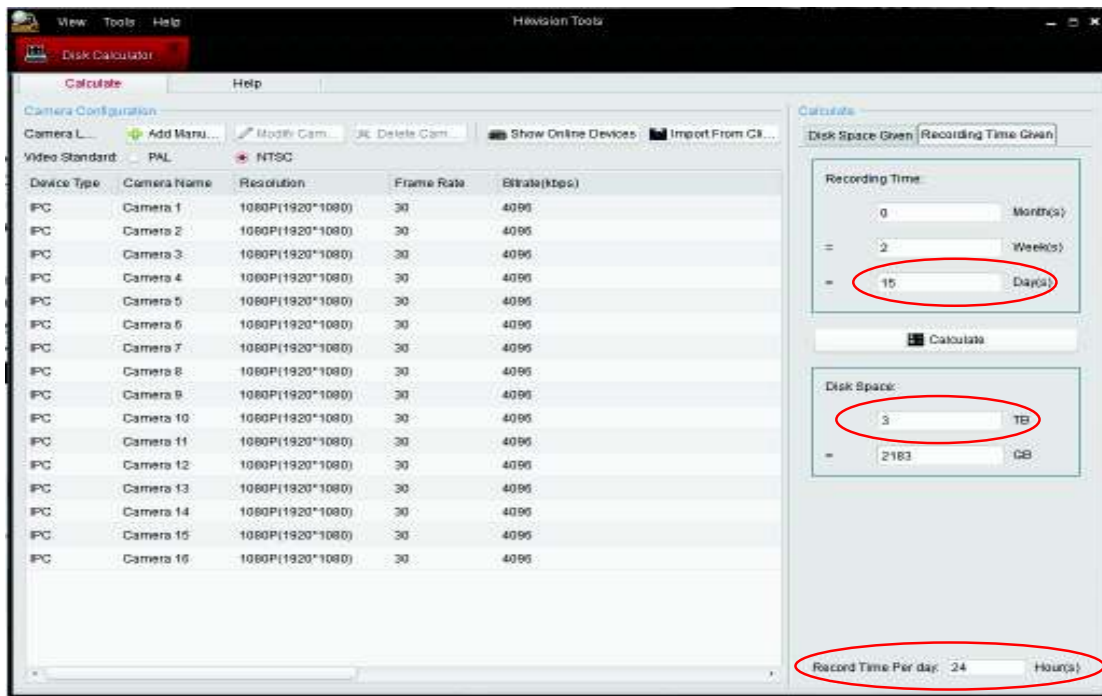 View Tools Help
Hikvision Tools
Disk Calculator
Calculate Help
Camera Configuration
Camera L... Add Manu... Modify Cam... Delete Cam... Show Online Devices Import From Cli...
Video Standard: PAL NTSC
Device Type Camera Name Resolution Frame Rate Bitrate(kbps)
IPC Camera 1 1080P(1920*1080) 30 4096
IPC Camera 2 1080P(1920*1080) 30 4096
IPC Camera 3 1080P(1920*1080) 30 4096
IPC Camera 4 1080P(1920*1080) 30 4096
IPC Camera 5 1080P(1920*1080) 30 4096
IPC Camera 6 1080P(1920*1080) 30 4096
IPC Camera 7 1080P(1920*1080) 30 4096
IPC Camera 8 1080P(1920*1080) 30 4096
IPC Camera 9 1080P(1920*1080) 30 4096
IPC Camera 10 1080P(1920*1080) 30 4096
IPC Camera 11 1080P(1920*1080) 30 4096
IPC Camera 12 1080P(1920*1080) 30 4096
IPC Camera 13 1080P(1920*1080) 30 4096
IPC Camera 14 1080P(1920*1080) 30 4096
IPC Camera 15 1080P(1920*1080) 30 4096
IPC Camera 16 1080P(1920*1080) 30 4096
Calculate
Disk Space Given Recording Time Given
Recording Time:
0 Month(s)
= 2 Week(s)
= 15 Day(s)
Calculate
Disk Space:
3 TB
= 2183 GB
Record Time Per day: 24 Hour(s)